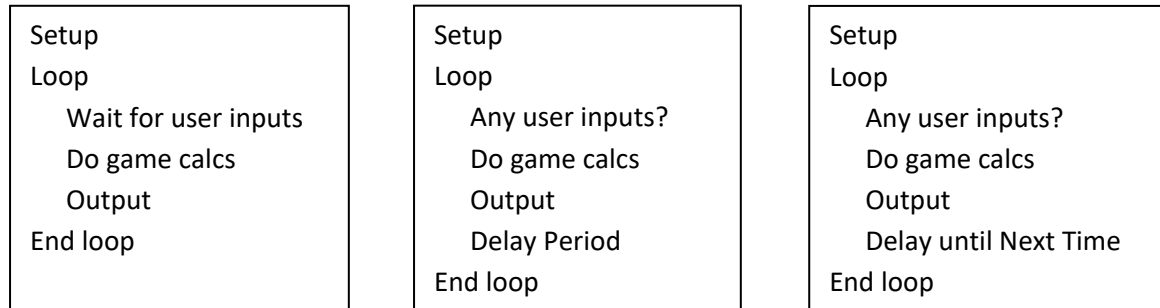 Setup
Loop
Wait for user inputs
Do game calcs
Output
End loop
Setup
Loop
Any user inputs?
Do game calcs
Output
Delay Period
End loop
Setup
Loop
Any user inputs?
Do game calcs
Output
Delay until Next Time
End loop